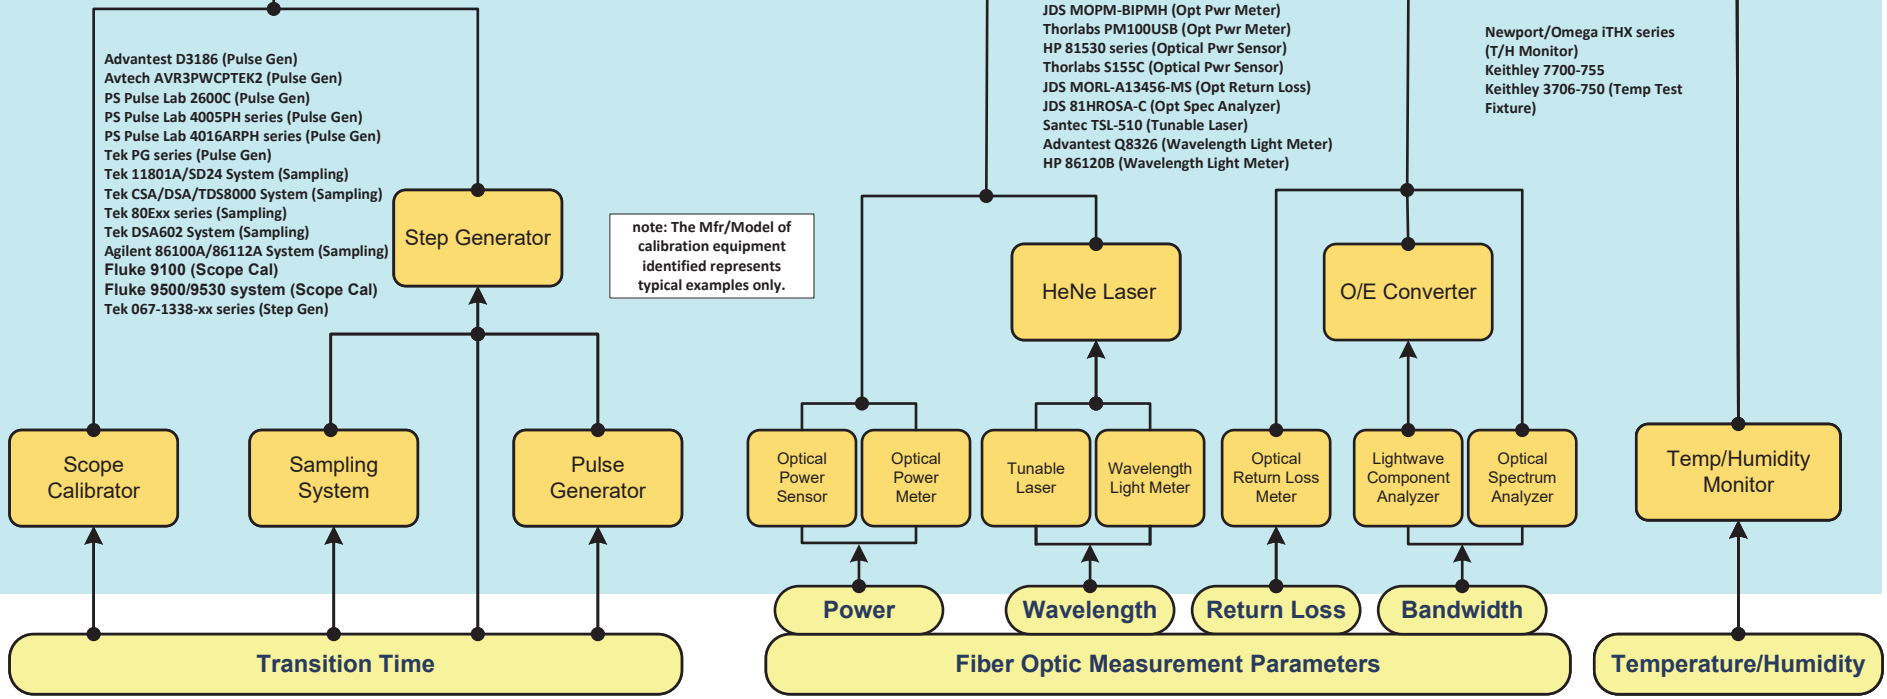 JDS MOPM-BIPMH (Opt Pwr Meter)
Thorlabs PM100USB (Opt Pwr Meter)
HP 81530 series (Optical Pwr Sensor)
Thorlabs S155C (Optical Pwr Sensor)
JDS MORL-A13456-MS (Opt Return Loss)
JDS 81HROSA-C (Opt Spec Analyzer)
Santec TSL-510 (Tunable Laser)
Advantest Q8326 (Wavelength Light Meter)
HP 86120B (Wavelength Light Meter)
Newport/Omega iTHX series
(T/H Monitor)
Keithley 7700-755
Keithley 3706-750 (Temp Test
Fixture)
Advantest D3186 (Pulse Gen)
Avtech AVR3PWCPTEK2 (Pulse Gen)
PS Pulse Lab 2600C (Pulse Gen)
PS Pulse Lab 4005PH series (Pulse Gen)
PS Pulse Lab 4016ARPH series (Pulse Gen)
Tek PG series (Pulse Gen)
Tek 11801A/SD24 System (Sampling)
Tek CSA/DSA/TDS8000 System (Sampling)
Tek 80Exx series (Sampling)
Tek DSA602 System (Sampling)
Agilent 86100A/86112A System (Sampling)
Fluke 9100 (Scope Cal)
Fluke 9500/9530 system (Scope Cal)
Tek 067-1338-xx series (Step Gen)
Step Generator
note: The Mfr/Model of
calibration equipment
identified represents
typical examples only.
HeNe Laser
O/E Converter
Scope
Calibrator
Sampling
System
Pulse
Generator
Optical
Power
Sensor
Optical
Power
Meter
Tunable
Laser
Wavelength
Light Meter
Optical
Return Loss
Meter
Lightwave
Component
Analyzer
Optical
Spectrum
Analyzer
Temp/Humidity
Monitor
Power
Wavelength
Return Loss
Bandwidth
Transition Time
Fiber Optic Measurement Parameters
Temperature/Humidity